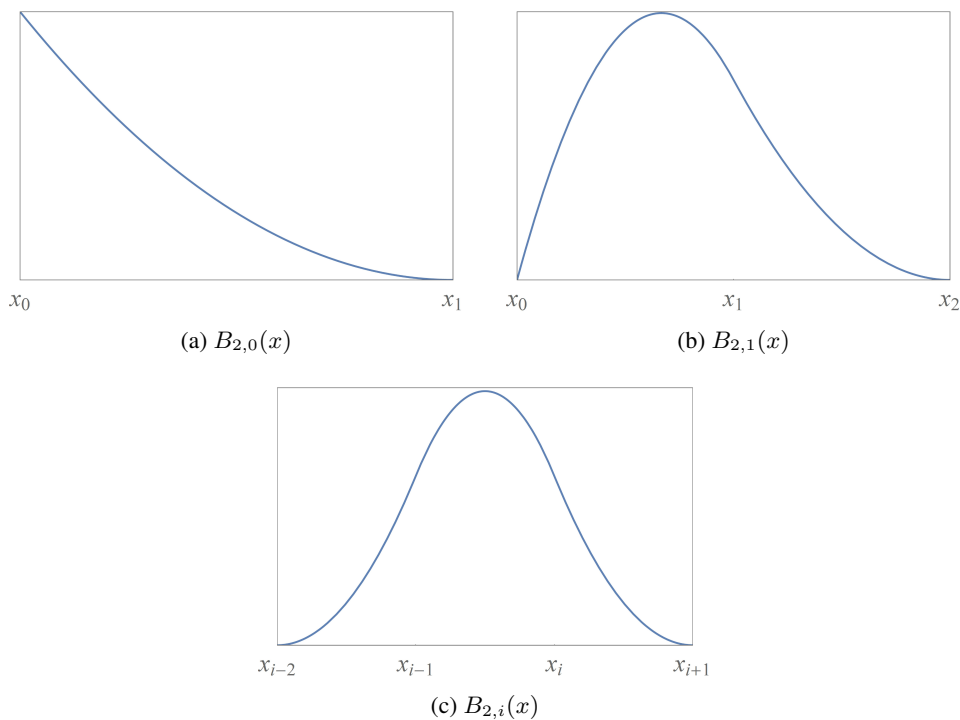 x₀ x₁
(a) B₂,₀(x)
x₀ x₁ x₂
(b) B₂,₁(x)
xᵢ₋₂ xᵢ₋₁ xᵢ xᵢ₊₁
(c) B₂,ᵢ(x)